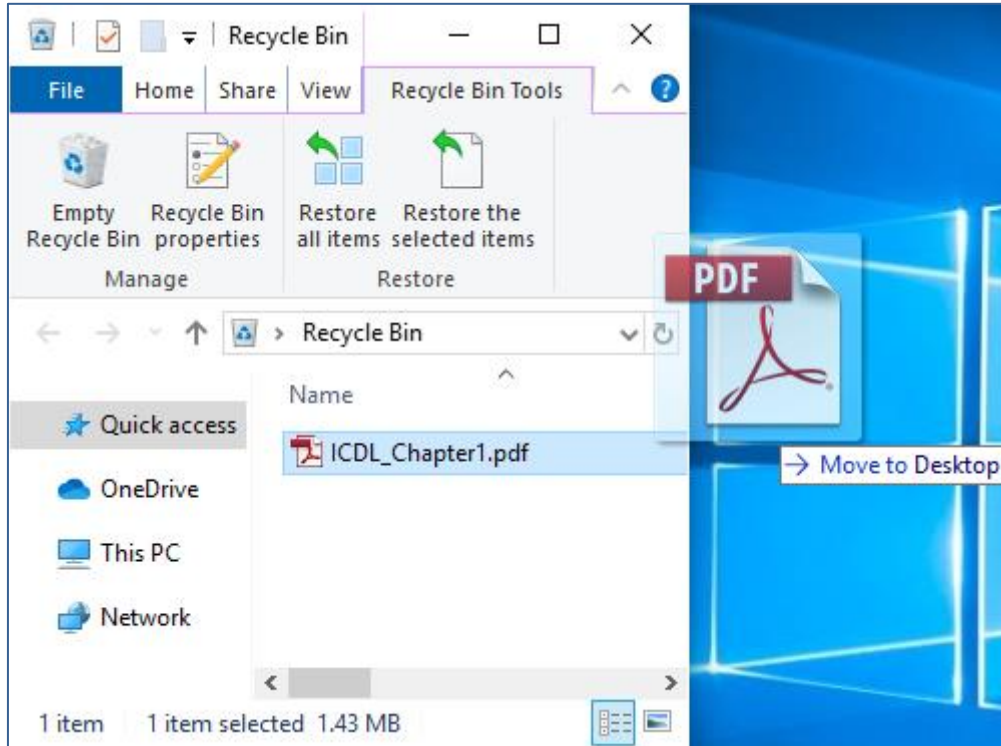 Recycle Bin
File Home Share View Recycle Bin Tools
Empty Recycle Bin Restore Restore the
Recycle Bin properties all items selected items
Manage Restore
PDF
Recycle Bin
Name
Quick access
ICDL_Chapter1.pdf
Move to Desktop
OneDrive
This PC
Network
1 item 1 item selected 1.43 MB